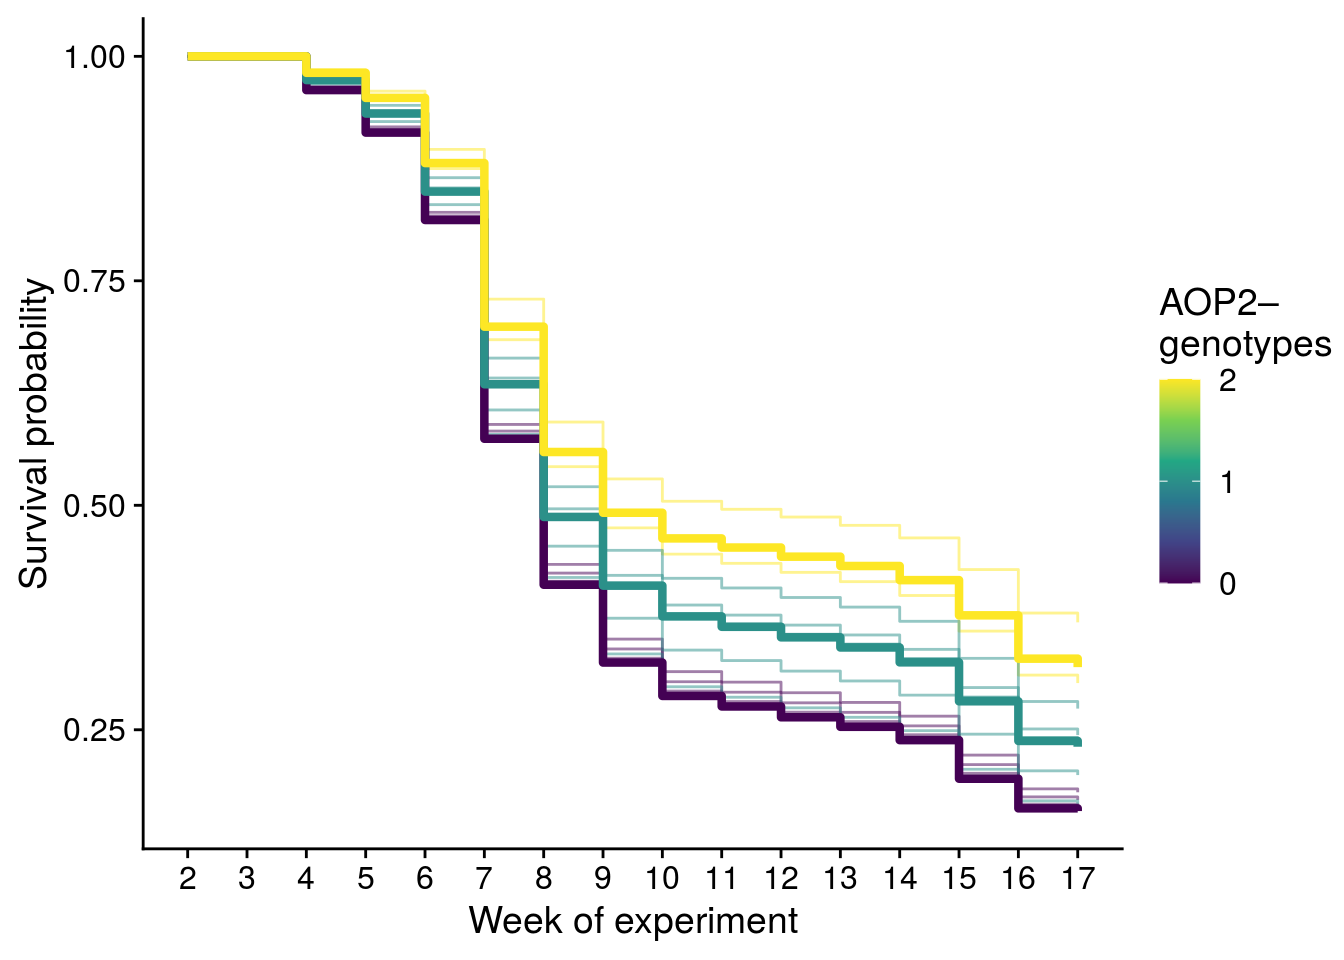 Survival probability
1.00
0.75
0.50
0.25
2 3 4 5 6 7 8 9 10 11 12 13 14 15 16 17
Week of experiment
AOP2–
genotypes
2
1
0